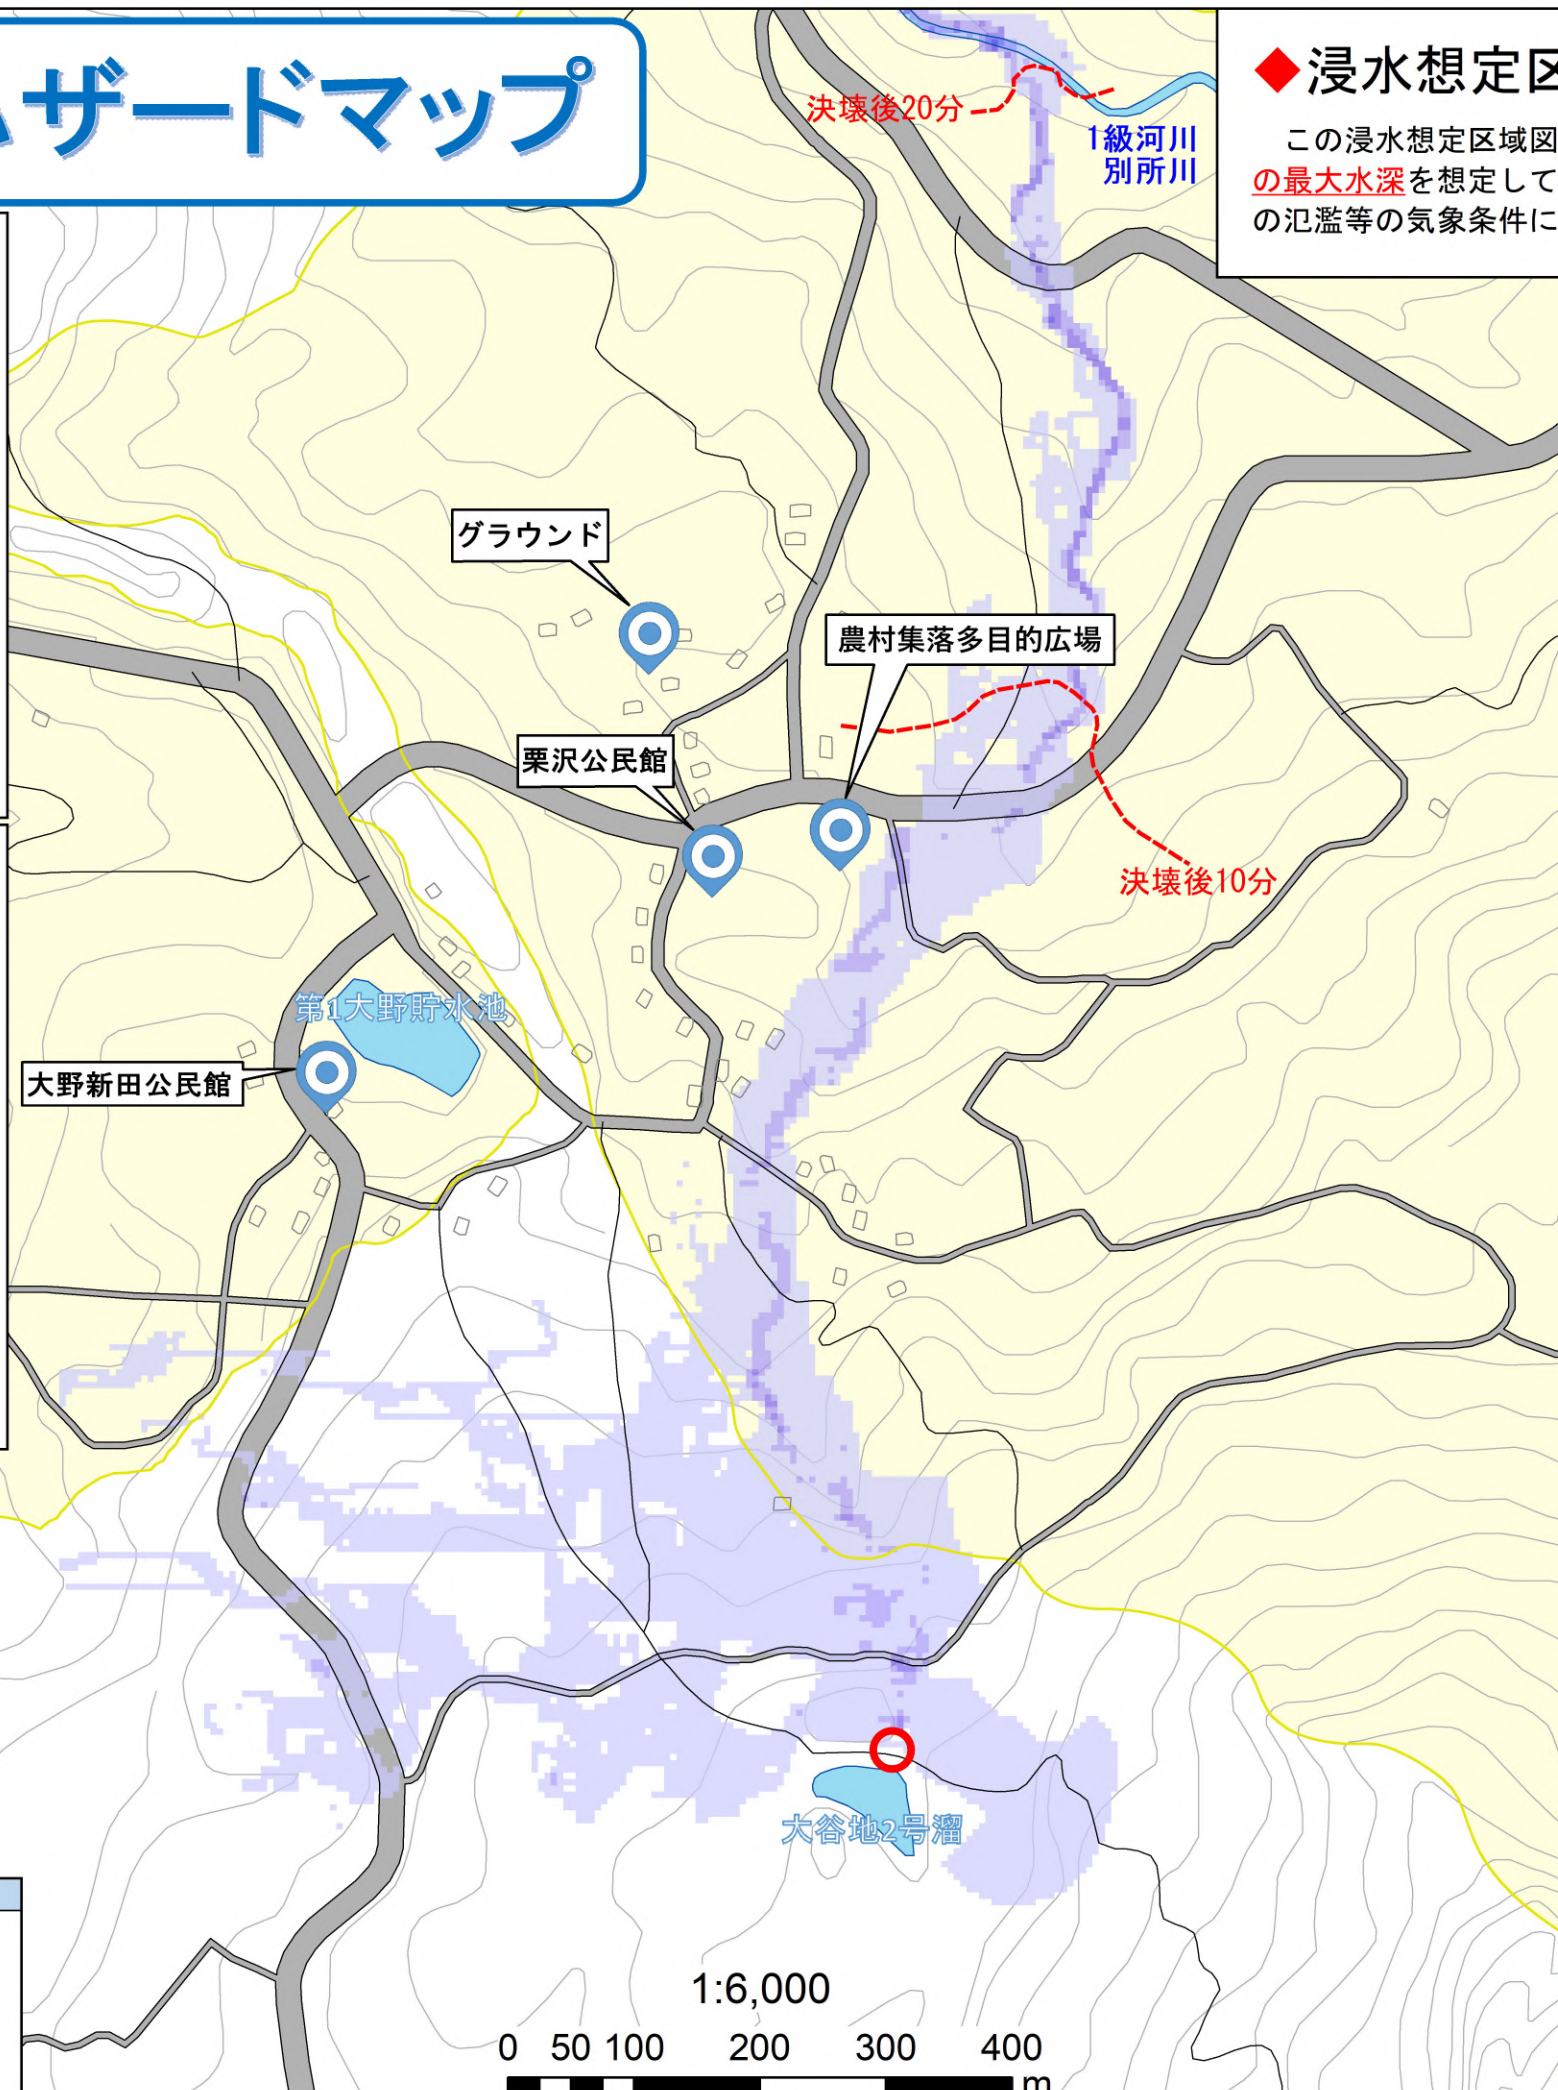 ザードマップ
決壊後20分
1級河川
別所川
◆浸水想定区
この浸水想定区域図
の最大水深を想定して
の氾濫等の気象条件に
グラウンド
農村集落多目的広場
栗沢公民館
決壊後10分
第1大野貯水池
大野新田公民館
大谷地2号溜
1:6,000
0 50 100 200 300 400
m